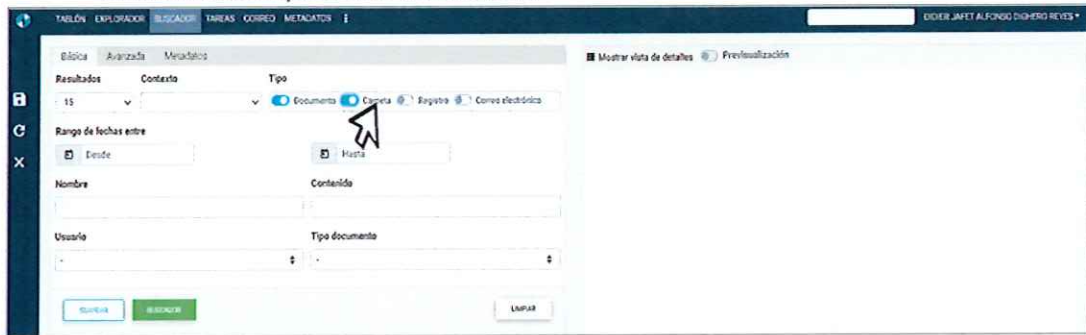 TABLÓN EXPLORADOR BUSCADOR TAREAS CORREO METADATOS
DIDIER JAFET ALFONSO DIGHERO REYES
Básica Avanzada Metadatos
Mostrar vista de detalles Previsualización
Resultados Contexto Tipo
15 Documento Carpeta Registro Correo electrónico
Rango de fechas entre
Desde Hasta
Nombre Contenido
Usuario Tipo documento
- -
BUSCADOR LIMPIAR